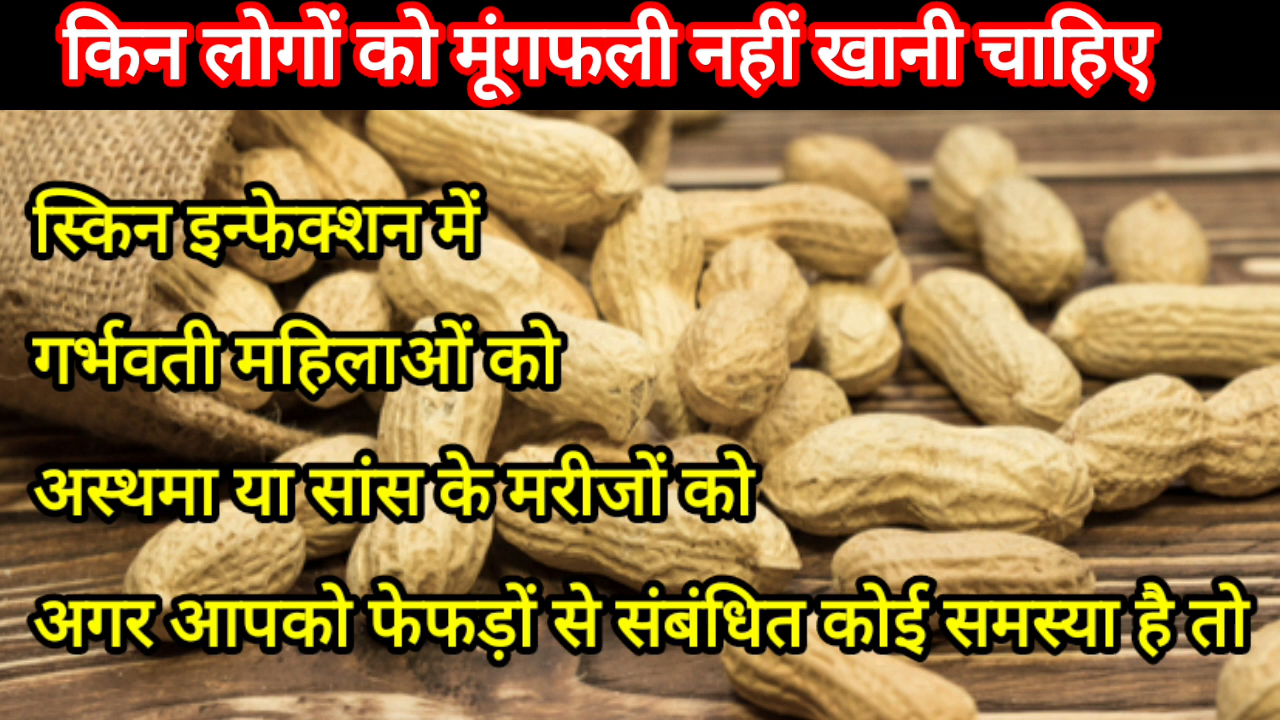 किन लोगों को मूंगफली नहीं खानी चाहिए
स्किन इन्फेक्शन में
गर्भवती महिलाओं को
अस्थमा या सांस के मरीजों को
अगर आपको फेफड़ों से संबंधित कोई समस्या है तो